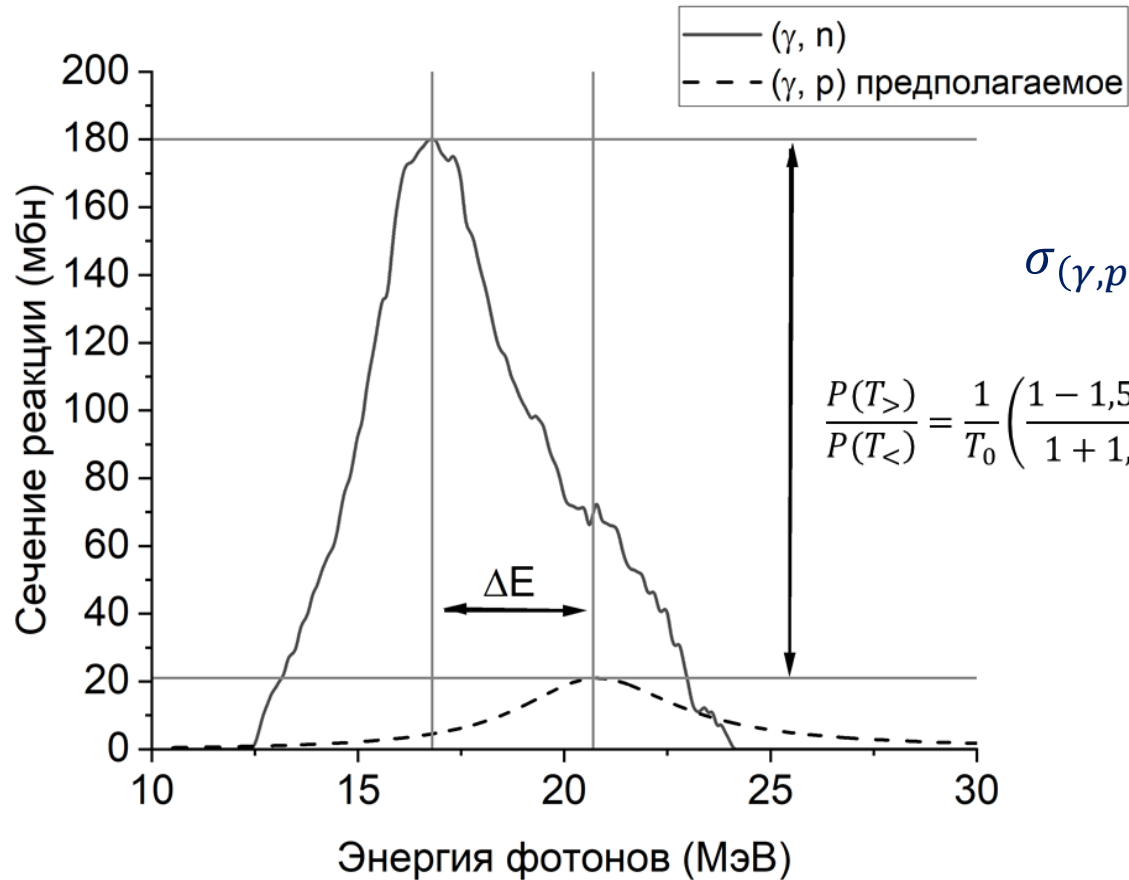 (γ, n)
(γ, p) предполагаемое
Сечение реакции (мбн)
200
180
160
140
120
100
80
60
40
20
0
ΔE
σ(γ,p
P(T>)/P(T<) = 1/T0 (1 − 1,5/1 + 1,
10 15 20 25 30
Энергия фотонов (МэВ)